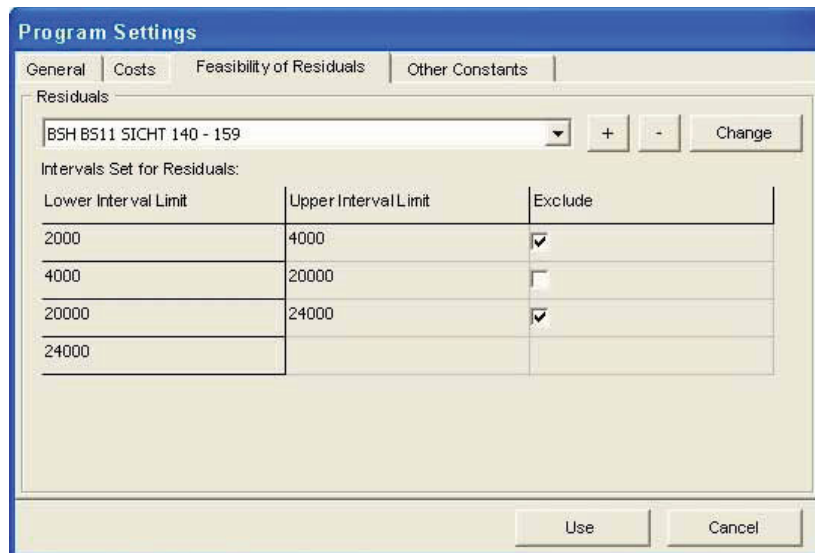 Program Settings
General Costs Feasibility of Residuals Other Constants
Residuals
BSH BS11 SICHT 140 - 159 + - Change
Intervals Set for Residuals:
Lower Interval Limit Upper Interval Limit Exclude
2000 4000
4000 20000
20000 24000
24000
Use Cancel